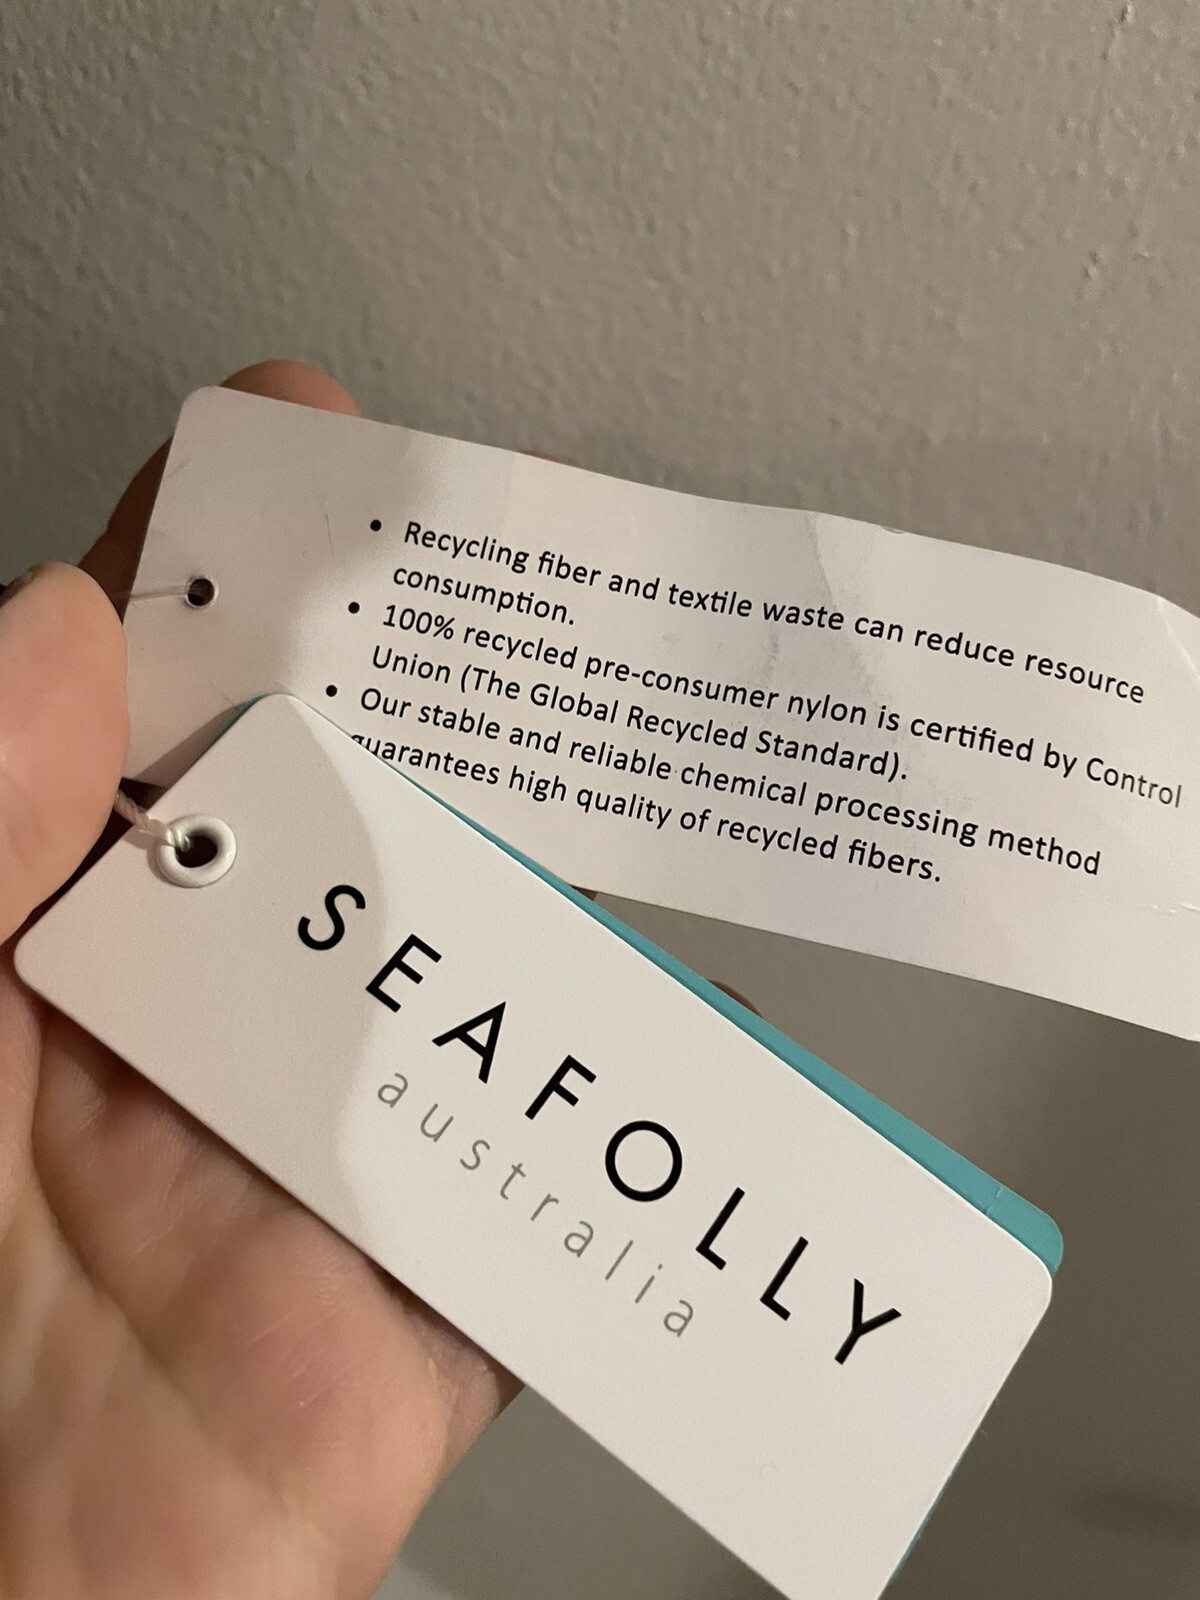 • Recycling fiber and textile waste can reduce resource
consumption.
• 100% recycled pre-consumer nylon is certified by Control
Union (The Global Recycled Standard).
• Our stable and reliable chemical processing method
guarantees high quality of recycled fibers.
SEAFOLLY
australia